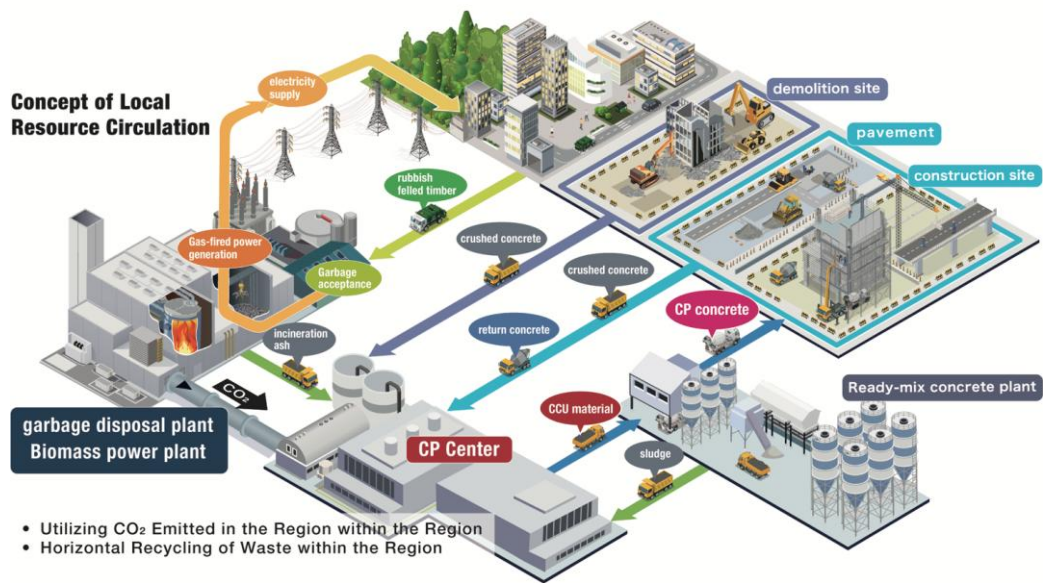 Concept of Local
Resource Circulation
electricity
supply
demolition site
pavement
construction site
rubbish
felled timber
crushed concrete
crushed concrete
Gas-fired power
generation
Garbage
acceptance
CP concrete
return concrete
incineration
ash
CO₂
Ready-mix concrete plant
CCU material
garbage disposal plant
Biomass power plant
CP Center
sludge
• Utilizing CO₂ Emitted in the Region within the Region
• Horizontal Recycling of Waste within the Region